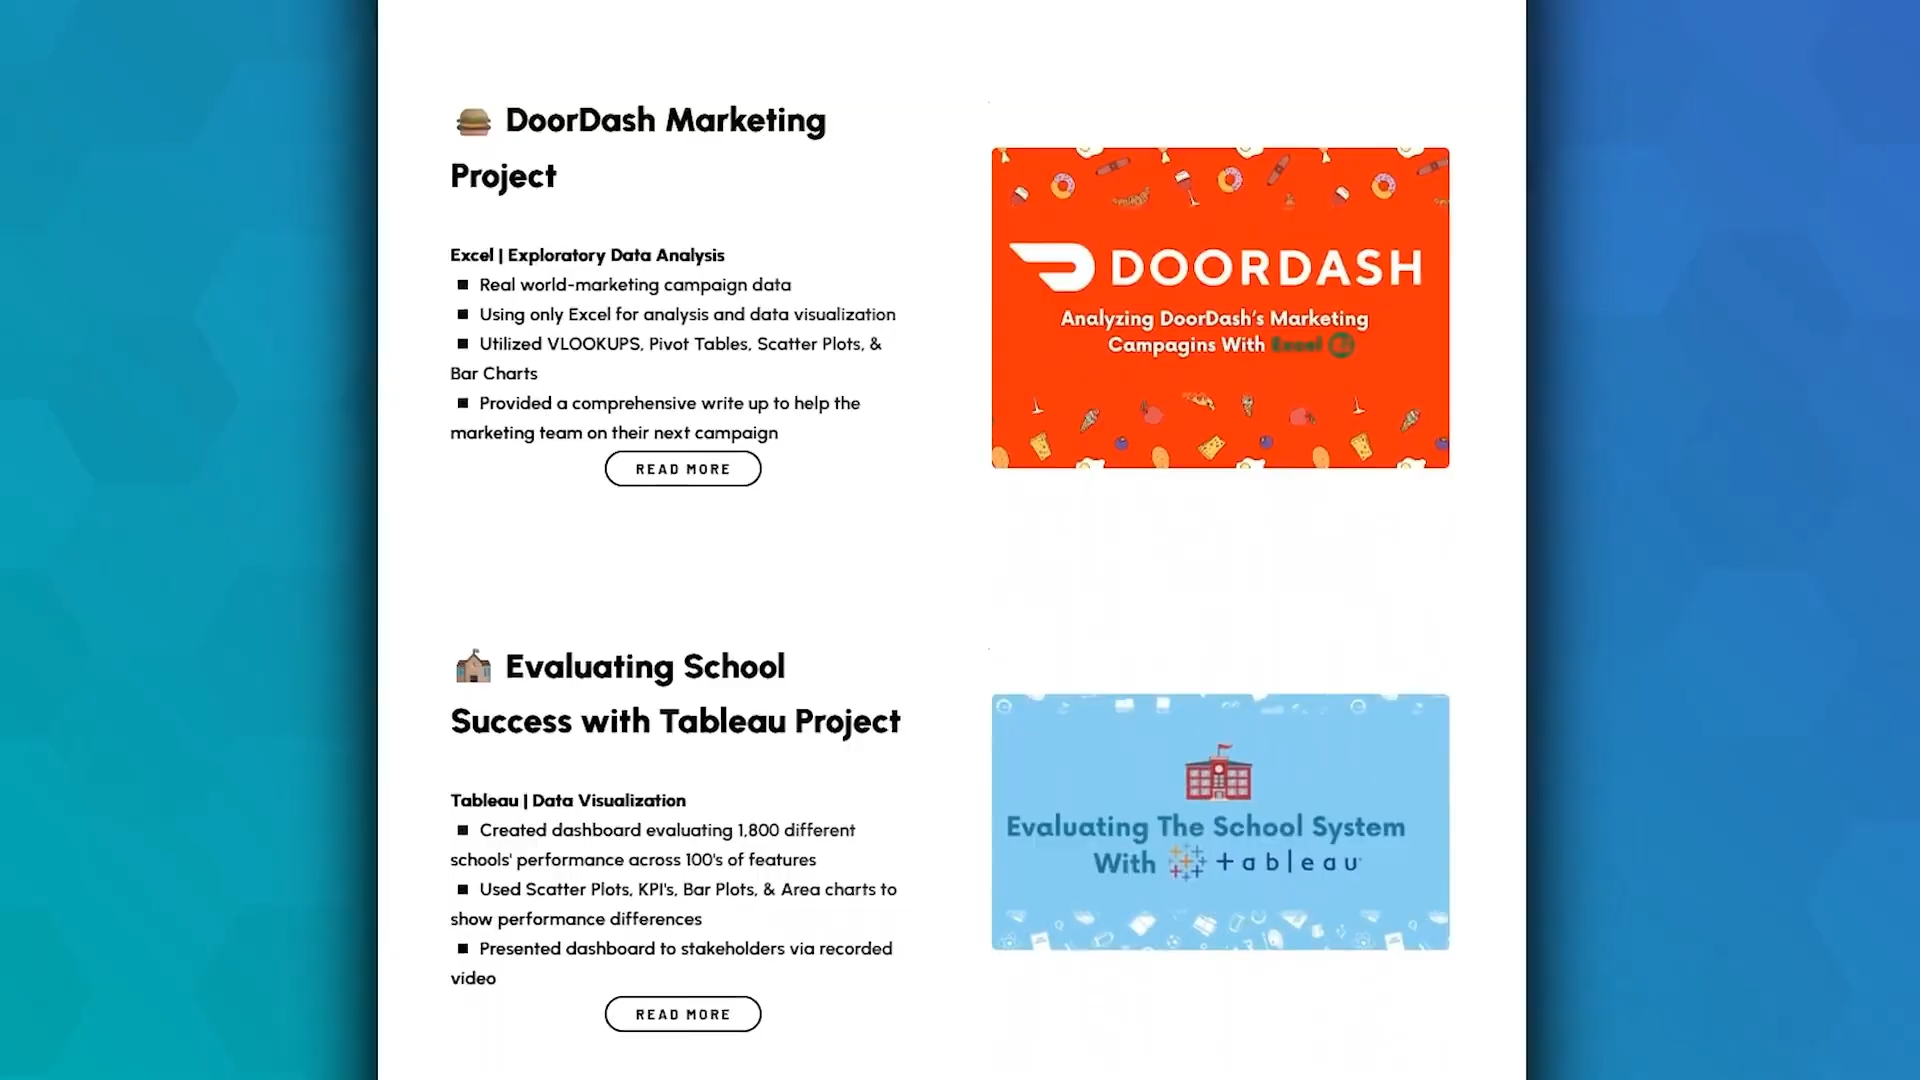 DoorDash Marketing
Project
Excel | Exploratory Data Analysis
■ Real world-marketing campaign data
■ Using only Excel for analysis and data visualization
■ Utilized VLOOKUPS, Pivot Tables, Scatter Plots, &
Bar Charts
■ Provided a comprehensive write up to help the
marketing team on their next campaign
READ MORE
DOORDASH
Analyzing DoorDash's Marketing
Campagins With Excel
Evaluating School
Success with Tableau Project
Tableau | Data Visualization
■ Created dashboard evaluating 1,800 different
schools' performance across 100's of features
■ Used Scatter Plots, KPI's, Bar Plots, & Area charts to
show performance differences
■ Presented dashboard to stakeholders via recorded
video
READ MORE
Evaluating The School System
With +ableau